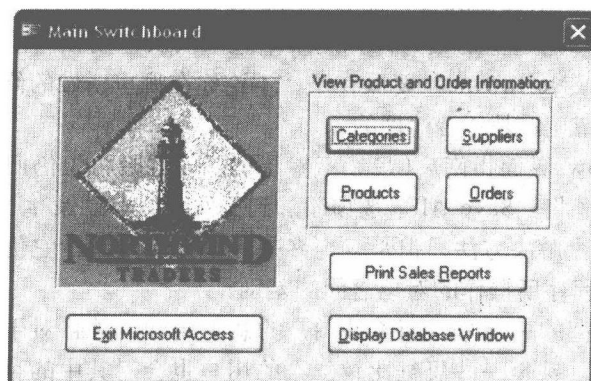 Main Switchboard
View Product and Order Information:
Categories
Suppliers
Products
Orders
NORTHWIND
TRADERS
Print Sales Reports
Exit Microsoft Access
Display Database Window